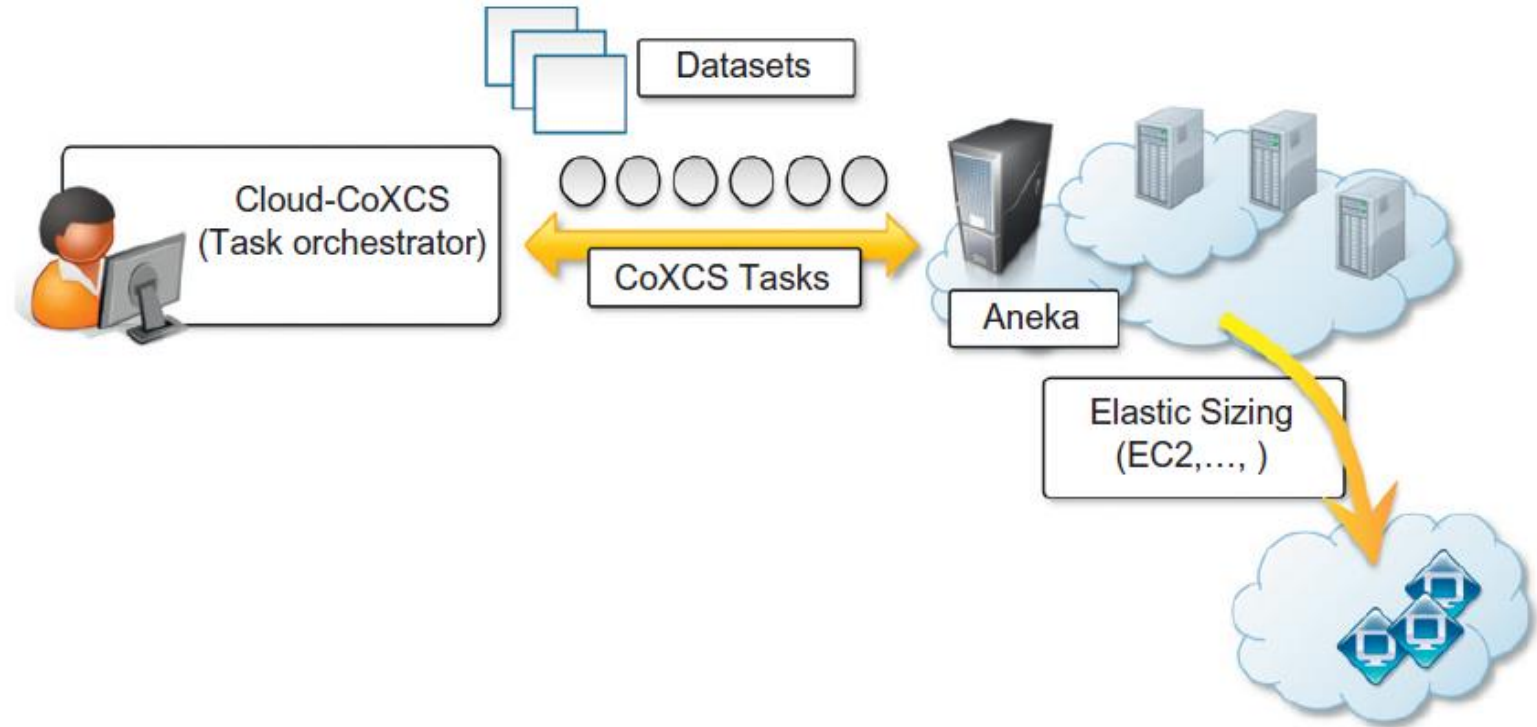 Datasets
Cloud-CoXCS
(Task orchestrator)
CoXCS Tasks
Aneka
Elastic Sizing
(EC2,..., )